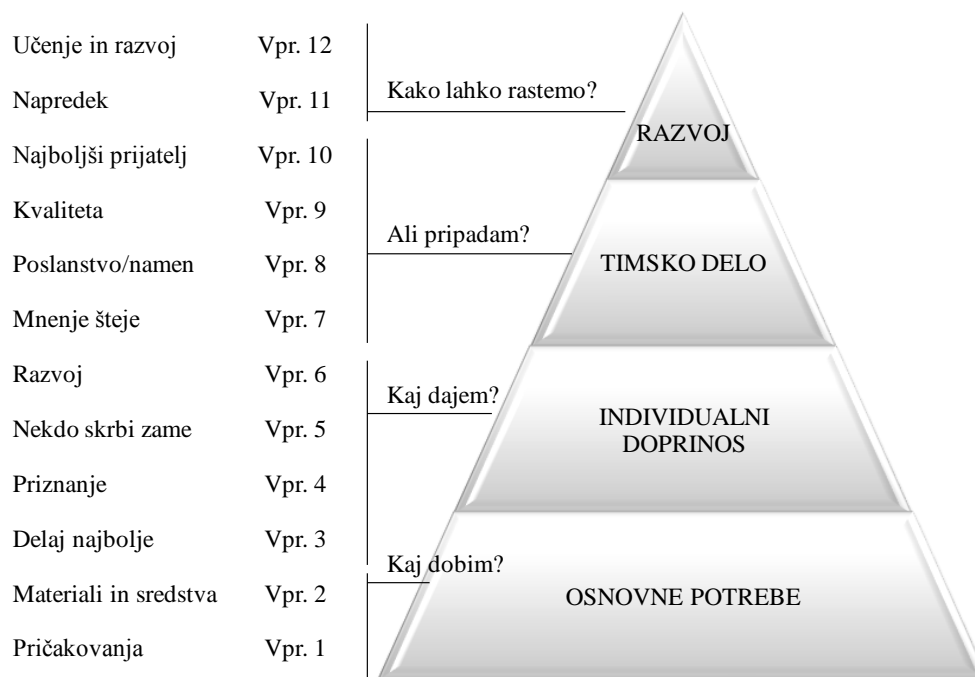 Učenje in razvoj Vpr. 12
Napredek Vpr. 11
Najboljši prijatelj Vpr. 10
Kvaliteta Vpr. 9
Poslanstvo/namen Vpr. 8
Mnenje šteje Vpr. 7
Razvoj Vpr. 6
Nekdo skrbi zame Vpr. 5
Priznanje Vpr. 4
Delaj najbolje Vpr. 3
Materiali in sredstva Vpr. 2
Pričakovanja Vpr. 1
Kako lahko rastemo?
Ali pripadam?
Kaj dajem?
Kaj dobim?
RAZVOJ
TIMSKO DELO
INDIVIDUALNI
DOPRINOS
OSNOVNE POTREBE